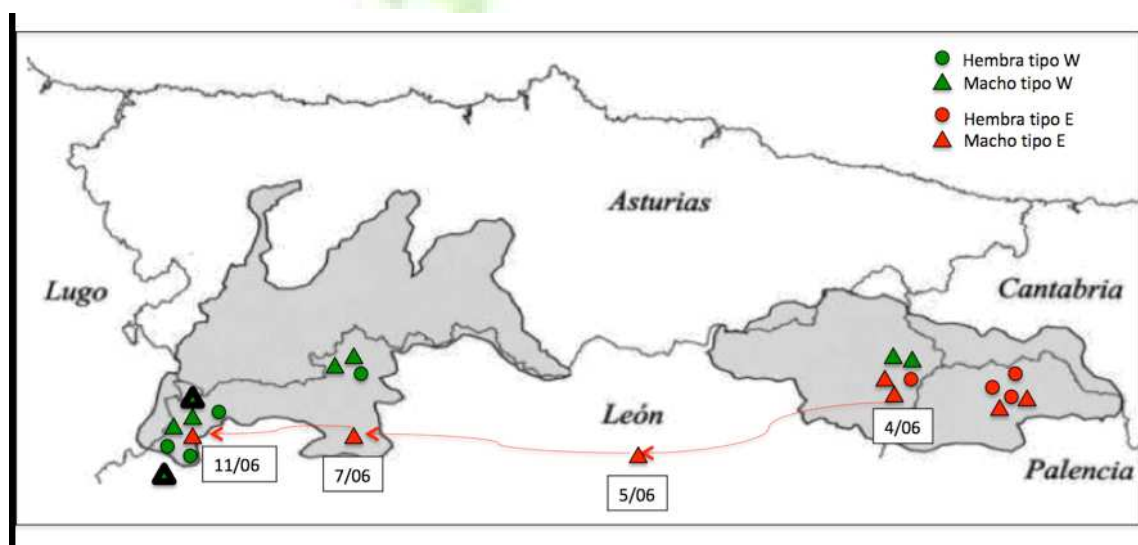 Hembra tipo W
Macho tipo W
Hembra tipo E
Macho tipo E
Asturias
Lugo
Cantabria
León
4/06
11/06
7/06
5/06
Palencia